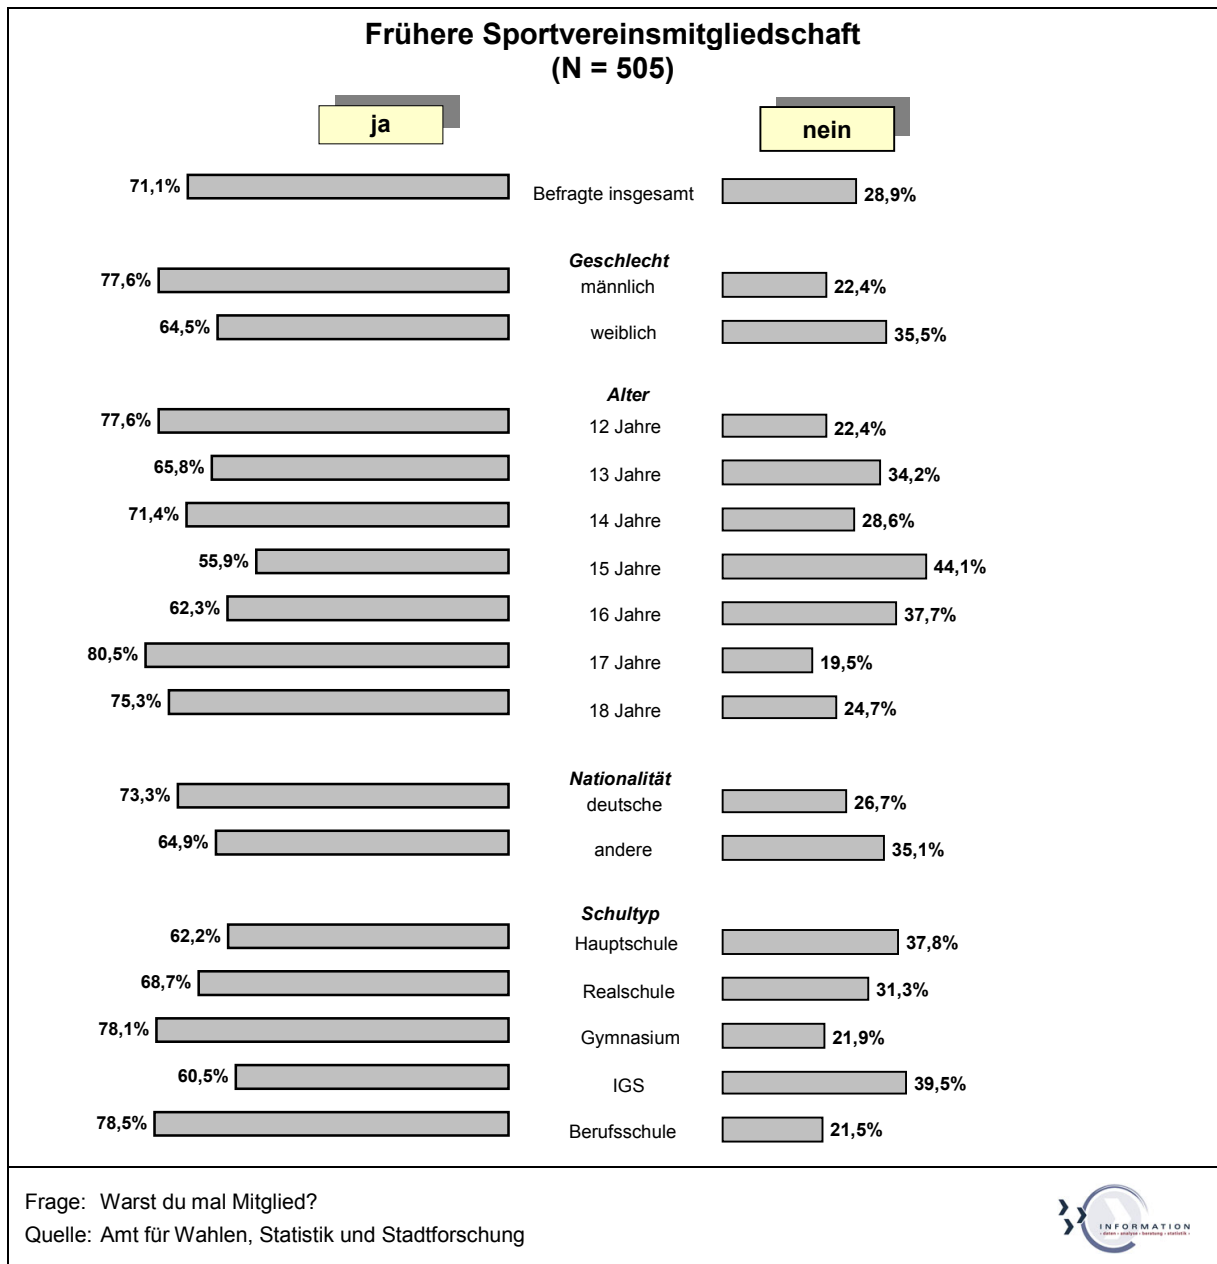 Frühere Sportvereinsmitgliedschaft
(N = 505)
ja
nein
71,1% Befragte insgesamt 28,9%
Geschlecht
77,6% männlich 22,4%
64,5% weiblich 35,5%
Alter
77,6% 12 Jahre 22,4%
65,8% 13 Jahre 34,2%
71,4% 14 Jahre 28,6%
55,9% 15 Jahre 44,1%
62,3% 16 Jahre 37,7%
80,5% 17 Jahre 19,5%
75,3% 18 Jahre 24,7%
Nationalität
73,3% deutsche 26,7%
64,9% andere 35,1%
Schultyp
62,2% Hauptschule 37,8%
68,7% Realschule 31,3%
78,1% Gymnasium 21,9%
60,5% IGS 39,5%
78,5% Berufsschule 21,5%
Frage: Warst du mal Mitglied?
Quelle: Amt für Wahlen, Statistik und Stadtforschung
INFORMATION
daten • analyse • beratung • statistik